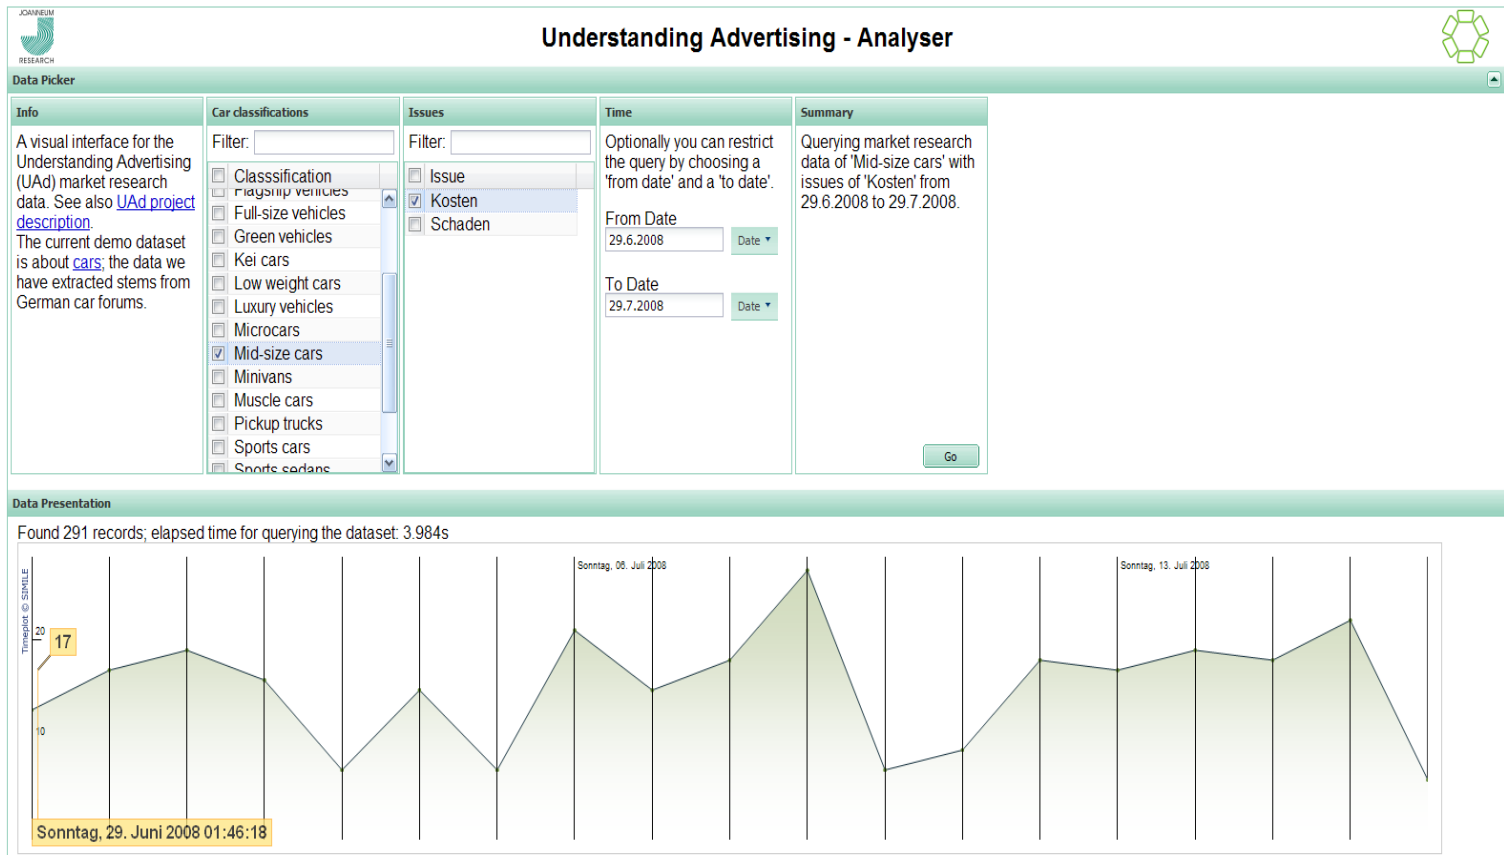 JOANNEUM
RESEARCH
Understanding Advertising - Analyser
Data Picker
Info
A visual interface for the
Understanding Advertising
(UAd) market research
data. See also UAd project
description.
The current demo dataset
is about cars; the data we
have extracted stems from
German car forums.
Car classifications
Filter:
Classsification
Flagship vehicles
Full-size vehicles
Green vehicles
Kei cars
Low weight cars
Luxury vehicles
Microcars
Mid-size cars
Minivans
Muscle cars
Pickup trucks
Sports cars
Sports sedans
Issues
Filter:
Issue
Kosten
Schaden
Time
Optionally you can restrict
the query by choosing a
'from date' and a 'to date'.
From Date
29.6.2008 Date
To Date
29.7.2008 Date
Summary
Querying market research
data of 'Mid-size cars' with
issues of 'Kosten' from
29.6.2008 to 29.7.2008.
Go
Data Presentation
Found 291 records; elapsed time for querying the dataset: 3.984s
Timeplot © SIMILE
Sonntag, 06. Juli 2008
Sonntag, 13. Juli 2008
20
17
10
Sonntag, 29. Juni 2008 01:46:18